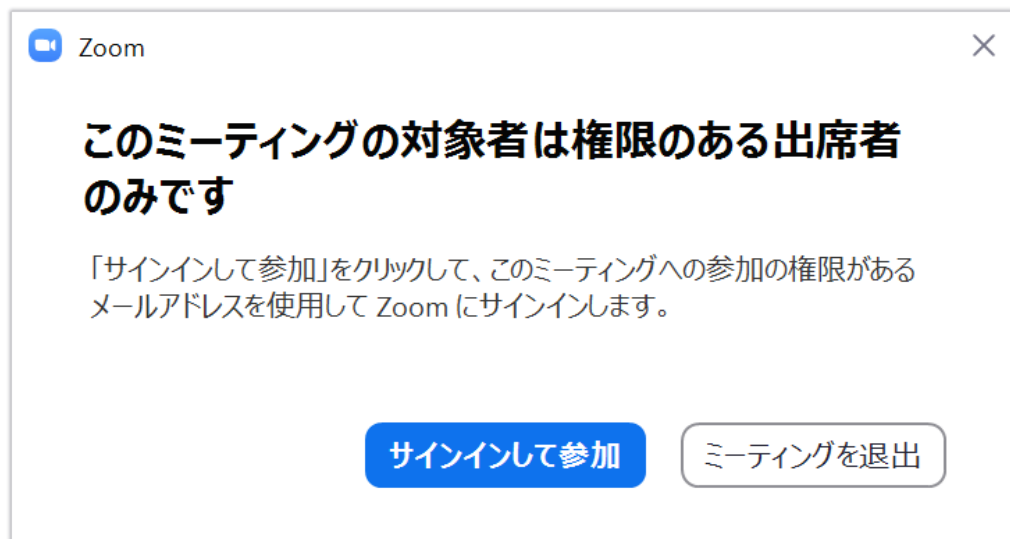 Zoom
このミーティングの対象者は権限のある出席者
のみです
「サインインして参加」をクリックして、このミーティングへの参加の権限がある
メールアドレスを使用して Zoom にサインインします。
サインインして参加
ミーティングを退出